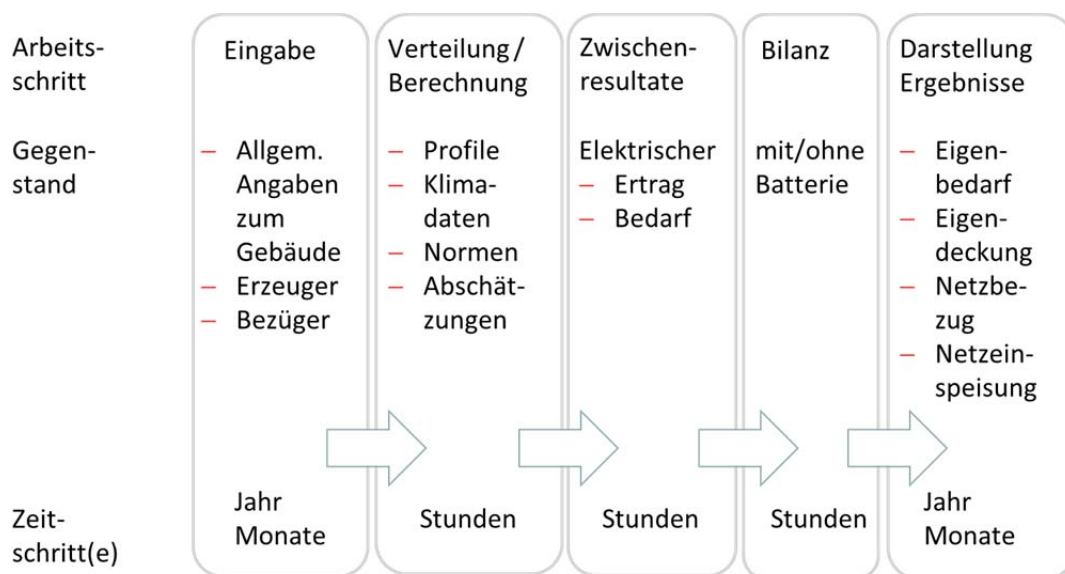 Arbeits-
schritt
Eingabe
Verteilung /
Berechnung
Zwischen-
resultate
Bilanz
Darstellung
Ergebnisse
Gegen-
stand
– Allgem.
Angaben
zum
Gebäude
– Erzeuger
– Bezüger
– Profile
– Klima-
daten
– Normen
– Abschät-
zungen
Elektrischer
– Ertrag
– Bedarf
mit/ohne
Batterie
– Eigen-
bedarf
– Eigen-
deckung
– Netzbe-
zug
– Netzein-
speisung
Zeit-
schritt(e)
Jahr
Monate
Stunden
Stunden
Stunden
Jahr
Monate